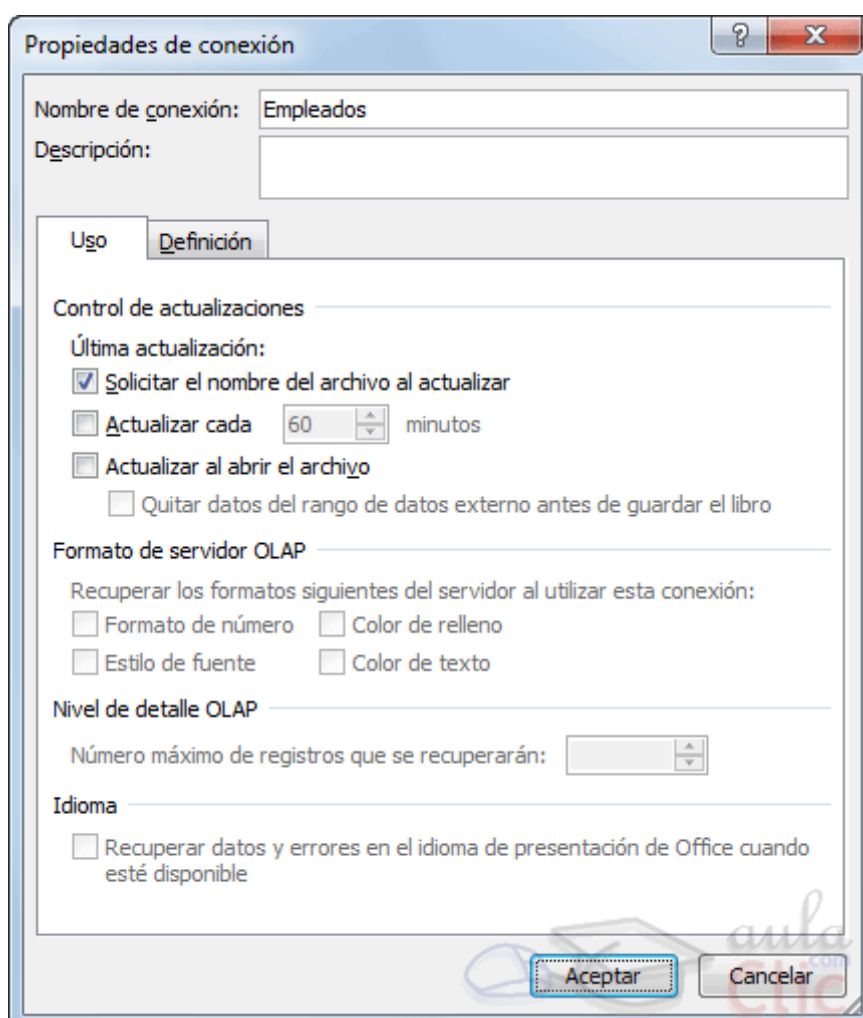 Propiedades de conexión
?
Nombre de conexión: Empleados
Descripción:
Uso Definición
Control de actualizaciones
Última actualización:
Solicitar el nombre del archivo al actualizar
Actualizar cada 60 minutos
Actualizar al abrir el archivo
Quitar datos del rango de datos externo antes de guardar el libro
Formato de servidor OLAP
Recuperar los formatos siguientes del servidor al utilizar esta conexión:
Formato de número Color de relleno
Estilo de fuente Color de texto
Nivel de detalle OLAP
Número máximo de registros que se recuperarán:
Idioma
Recuperar datos y errores en el idioma de presentación de Office cuando
esté disponible
aula
.com
Clic
Aceptar Cancelar